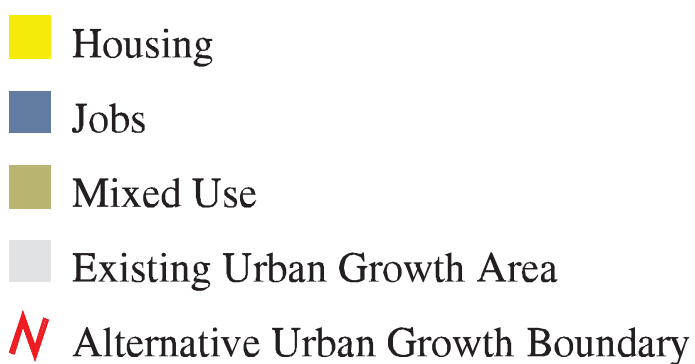 Housing
Jobs
Mixed Use
Existing Urban Growth Area
Alternative Urban Growth Boundary